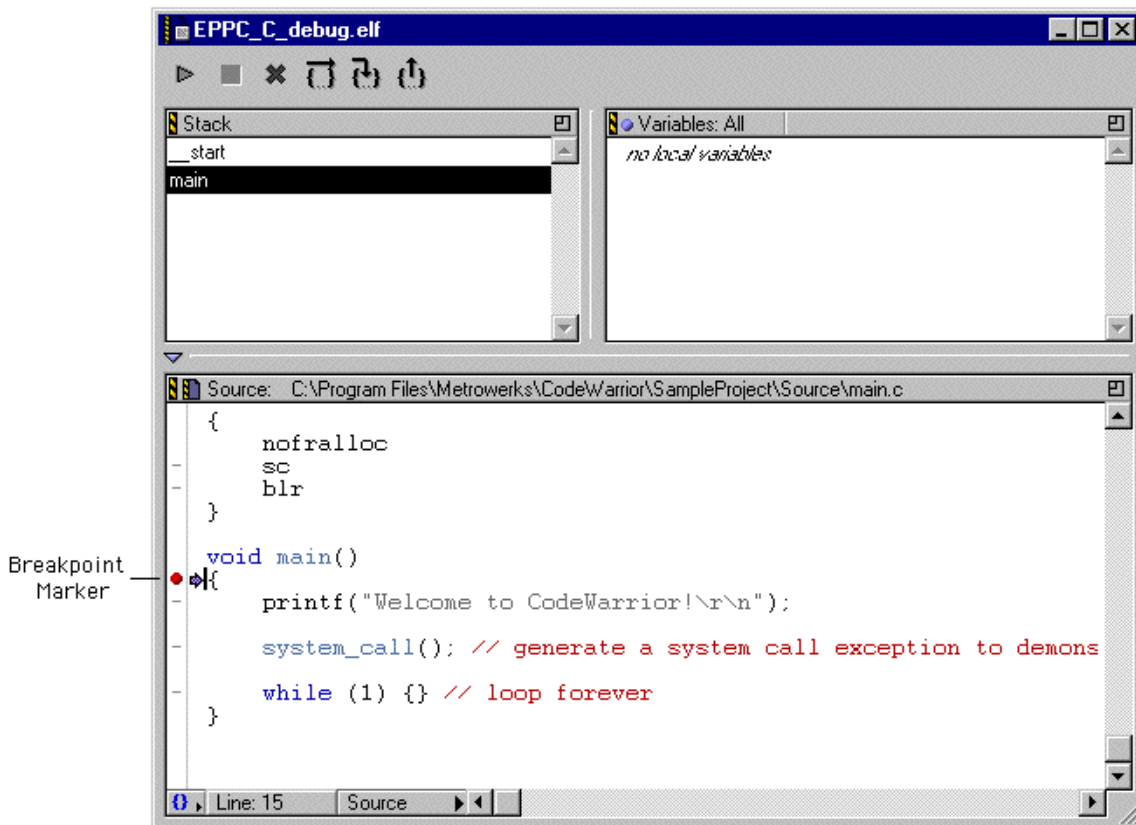 EPPC_C_debug.elf
Stack
Variables: All
__start
no local variables
main
Source: C:\Program Files\Metrowerks\CodeWarrior\SampleProject\Source\main.c
{
nofralloc
sc
blr
}
void main()
Breakpoint
Marker
{
printf("Welcome to CodeWarrior!\r\n");
system_call(); // generate a system call exception to demons
while (1) {} // loop forever
}
Line: 15
Source